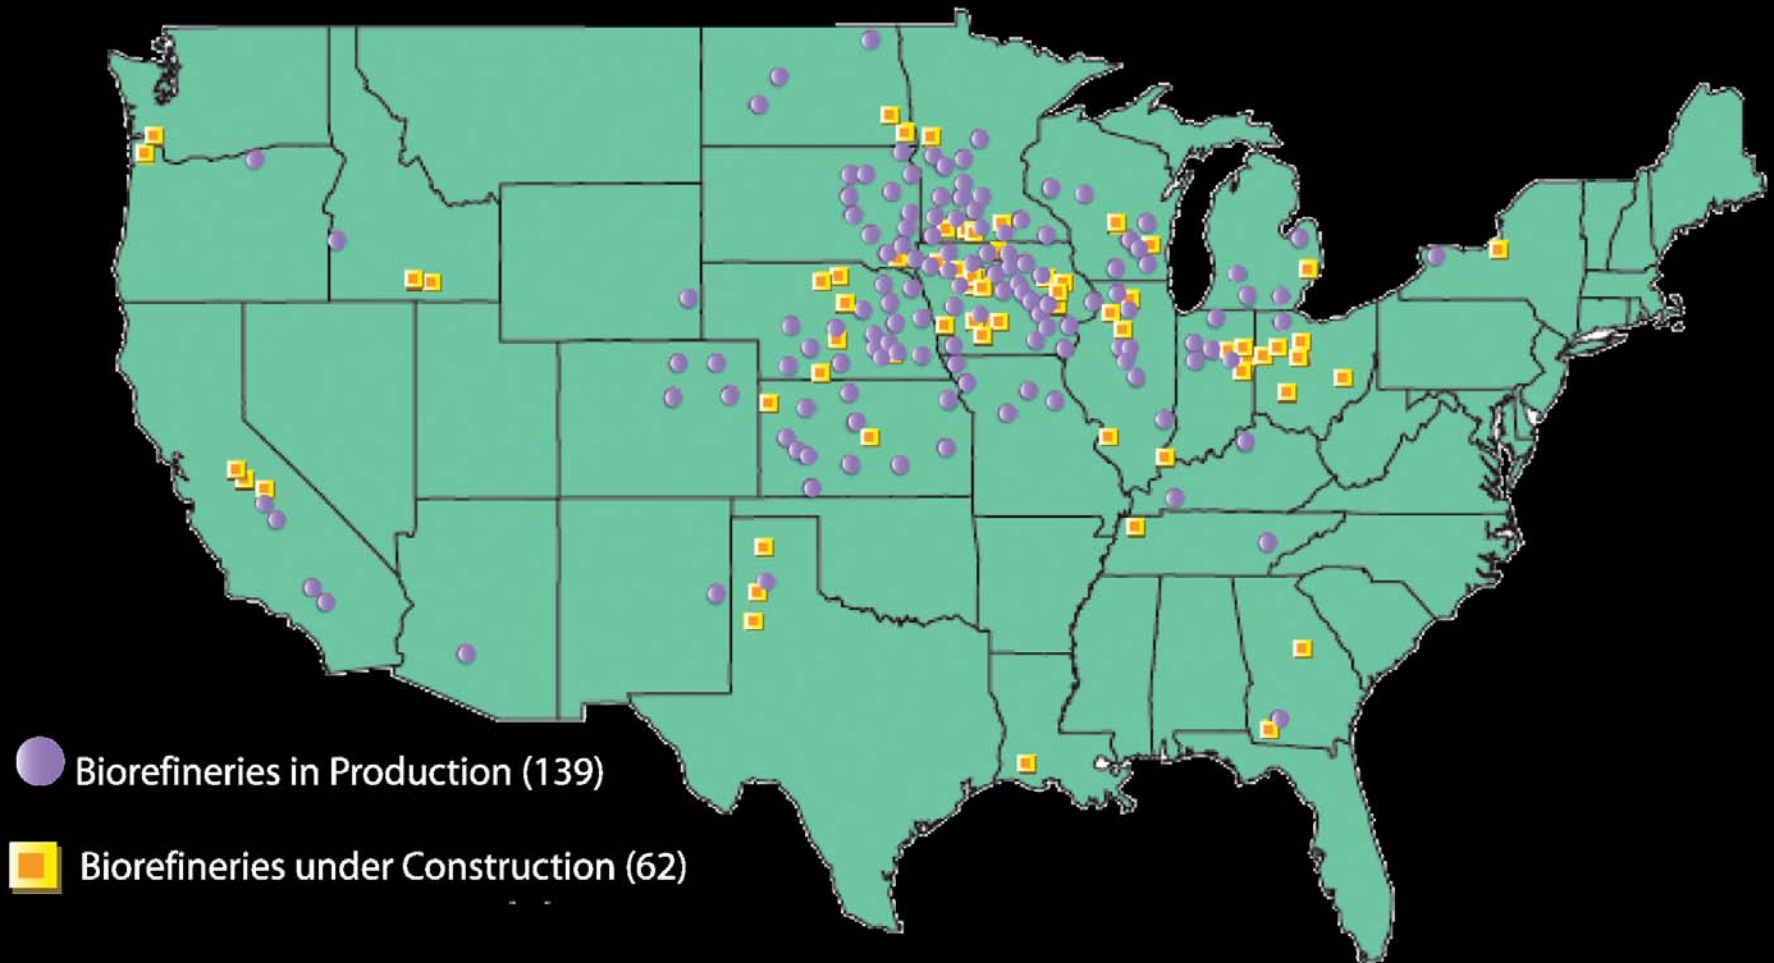 Biorefineries in Production (139)
Biorefineries under Construction (62)